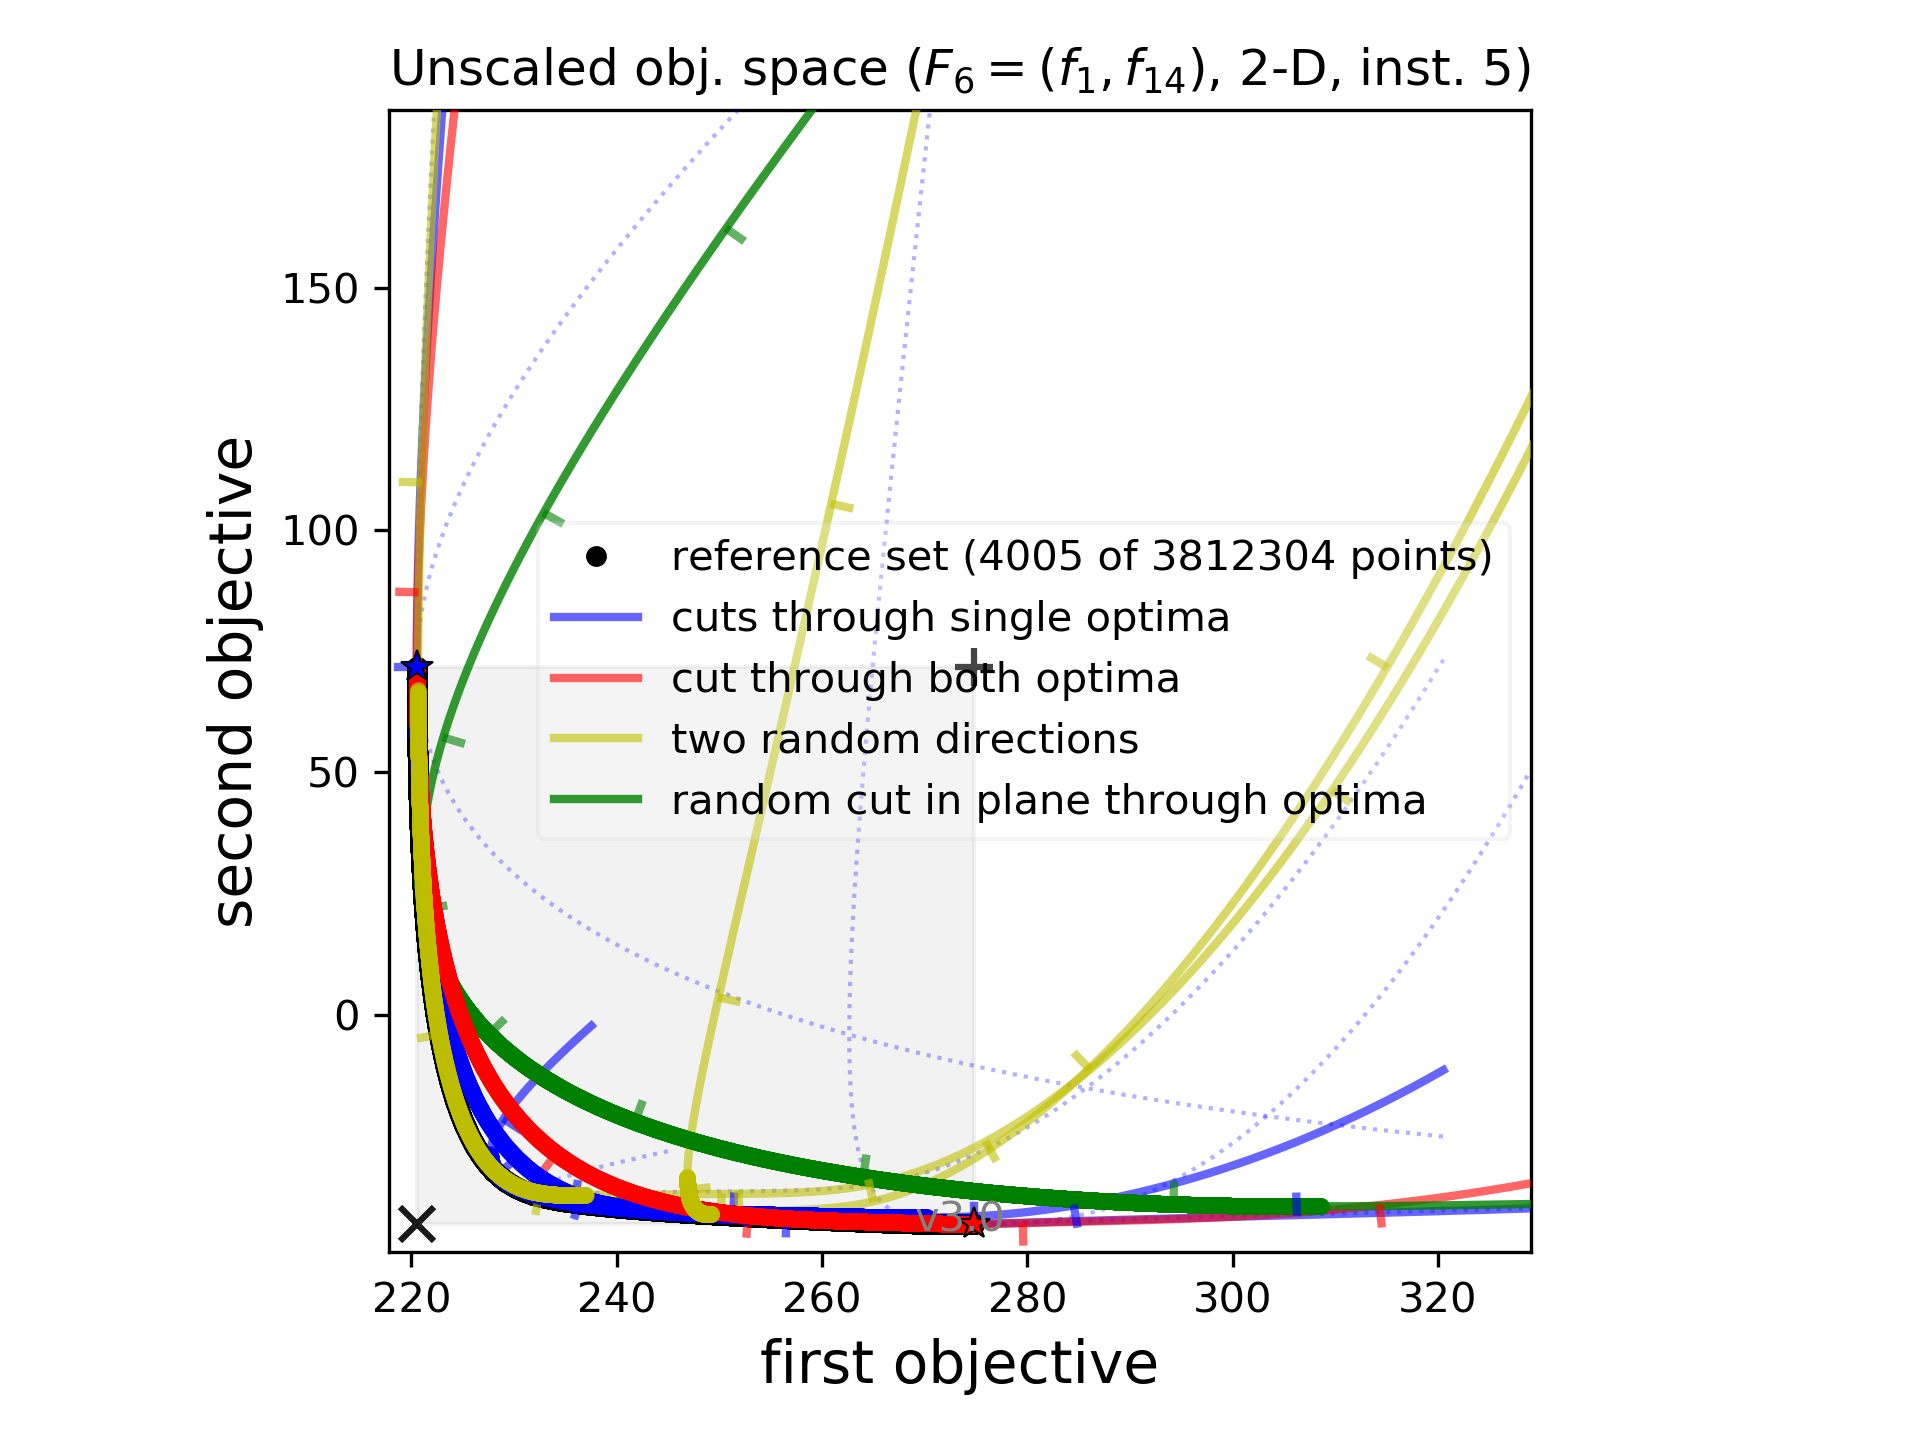 Unscaled obj. space (F₆ = (f₁, f₁₄), 2-D, inst. 5)
second objective
150
100
50
0
reference set (4005 of 3812304 points)
cuts through single optima
cut through both optima
two random directions
random cut in plane through optima
v3.0
220 240 260 280 300 320
first objective